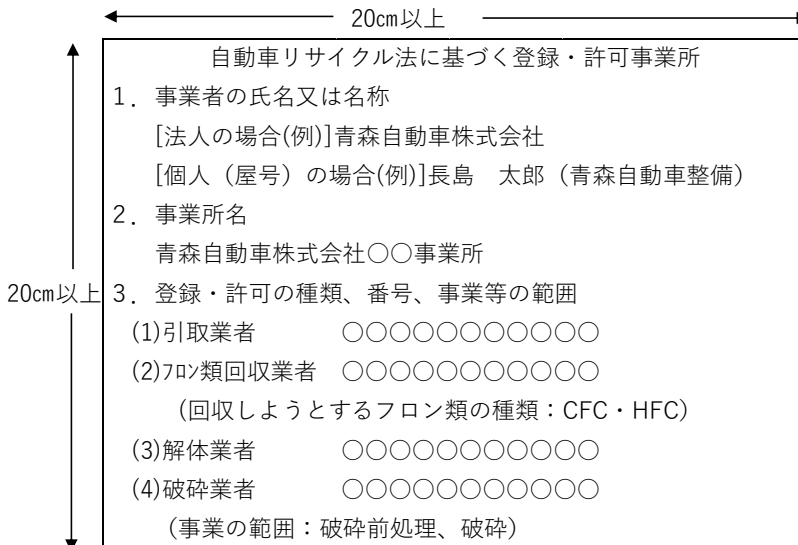 20㎝以上
自動車リサイクル法に基づく登録・許可事業所
1．事業者の氏名又は名称
[法人の場合(例)]青森自動車株式会社
[個人（屋号）の場合(例)]長島　太郎（青森自動車整備）
2．事業所名
青森自動車株式会社○○事業所
20㎝以上
3．登録・許可の種類、番号、事業等の範囲
(1)引取業者　○○○○○○○○○○○
(2)ﾌﾛﾝ類回収業者　○○○○○○○○○○○
（回収しようとするフロン類の種類：CFC・HFC）
(3)解体業者　○○○○○○○○○○○
(4)破砕業者　○○○○○○○○○○○
（事業の範囲：破砕前処理、破砕）